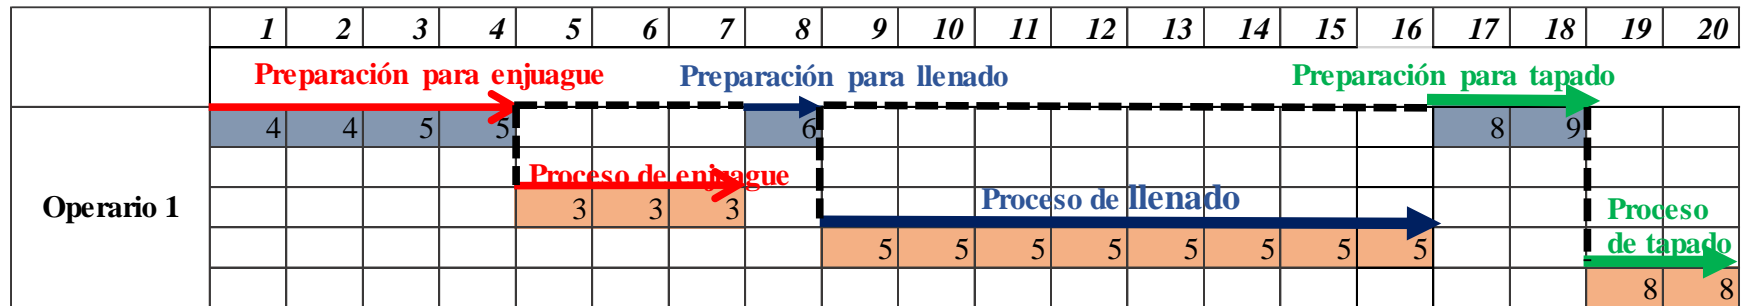 1 2 3 4 5 6 7 8 9 10 11 12 13 14 15 16 17 18 19 20
Preparación para enjuague Preparación para llenado Preparación para tapado
4 4 5 5 6 8 9
Proceso de enjuague
Operario 1 3 3 3 Proceso de llenado Proceso
5 5 5 5 5 5 5 5 de tapado
8 8